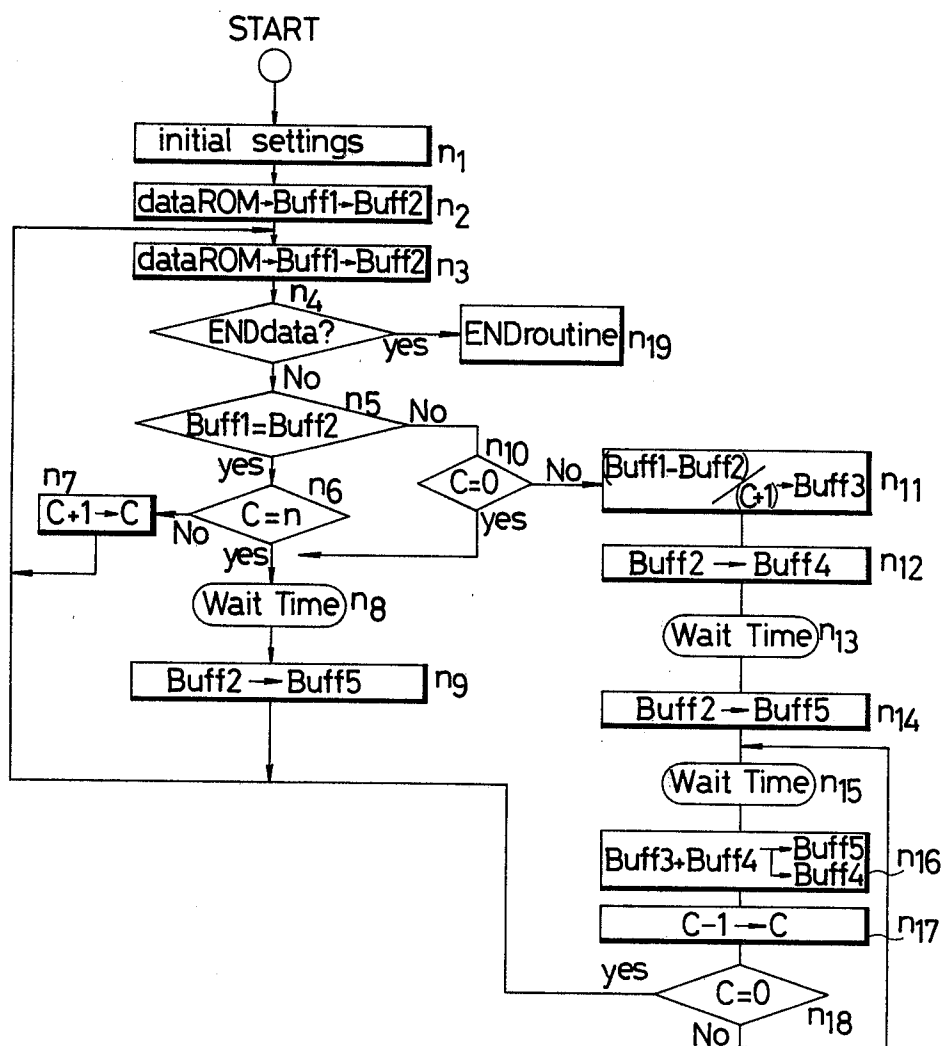 START
initial settings
n1
dataROM→Buff1→Buff2
n2
dataROM→Buff1→Buff2
n3
n4
ENDdata?
yes
ENDroutine
n19
No
n5
Buff1=Buff2
No
yes
n10
C=0
No
yes
(Buff1-Buff2)/(C+1)→Buff3
n11
n7
C+1→C
n6
C=n
No
yes
Buff2→Buff4
n12
Wait Time
n8
Wait Time
n13
Buff2→Buff5
n9
Buff2→Buff5
n14
Wait Time
n15
Buff3+Buff4→Buff5
→Buff4
n16
C-1→C
n17
yes
C=0
n18
No